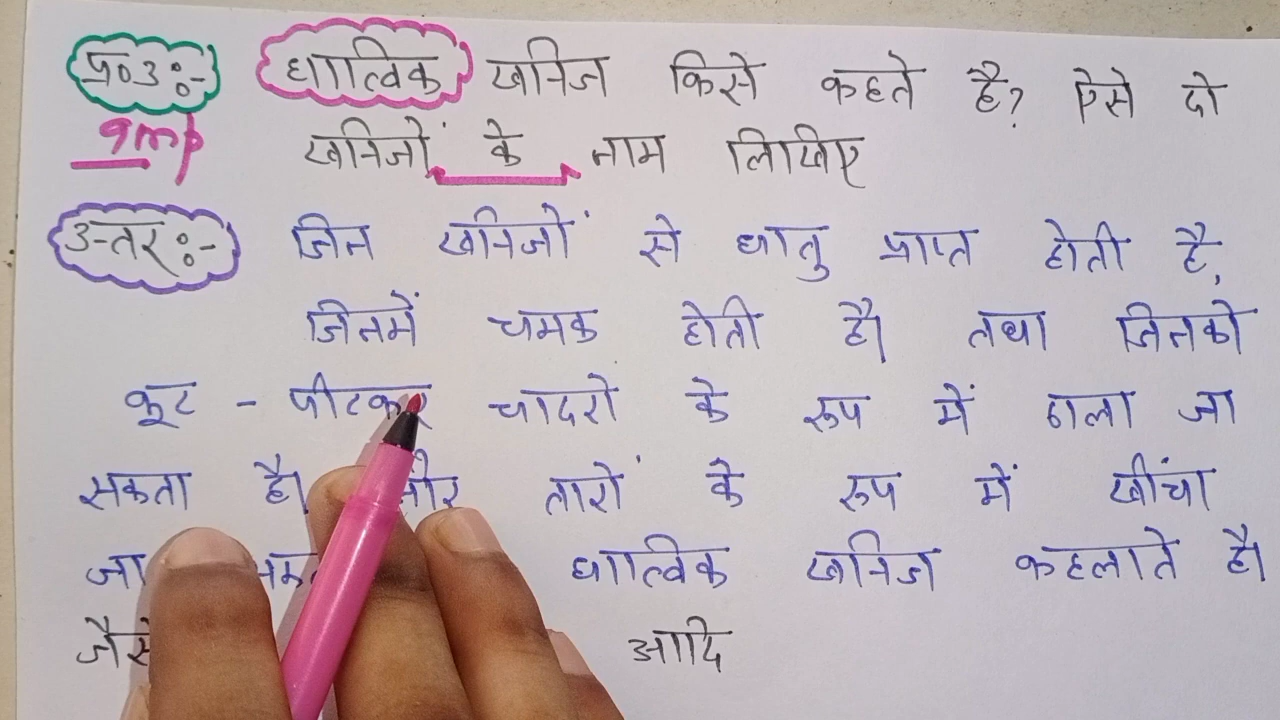 प्र०३:- धात्विक खनिज किसे कहते है? ऐसे दो
Imp खनिजों के नाम लिखिए
उत्तर:- जिन खनिजों से धातु प्राप्त होती है,
जिनमें चमक होती है। तथा जिनको
कूट - पीटकर चादरो के रूप में ढाला जा
सकता है। और तारों के रूप में खींचा
जा धात्विक खनिज कहलाते है।
जैसे आदि